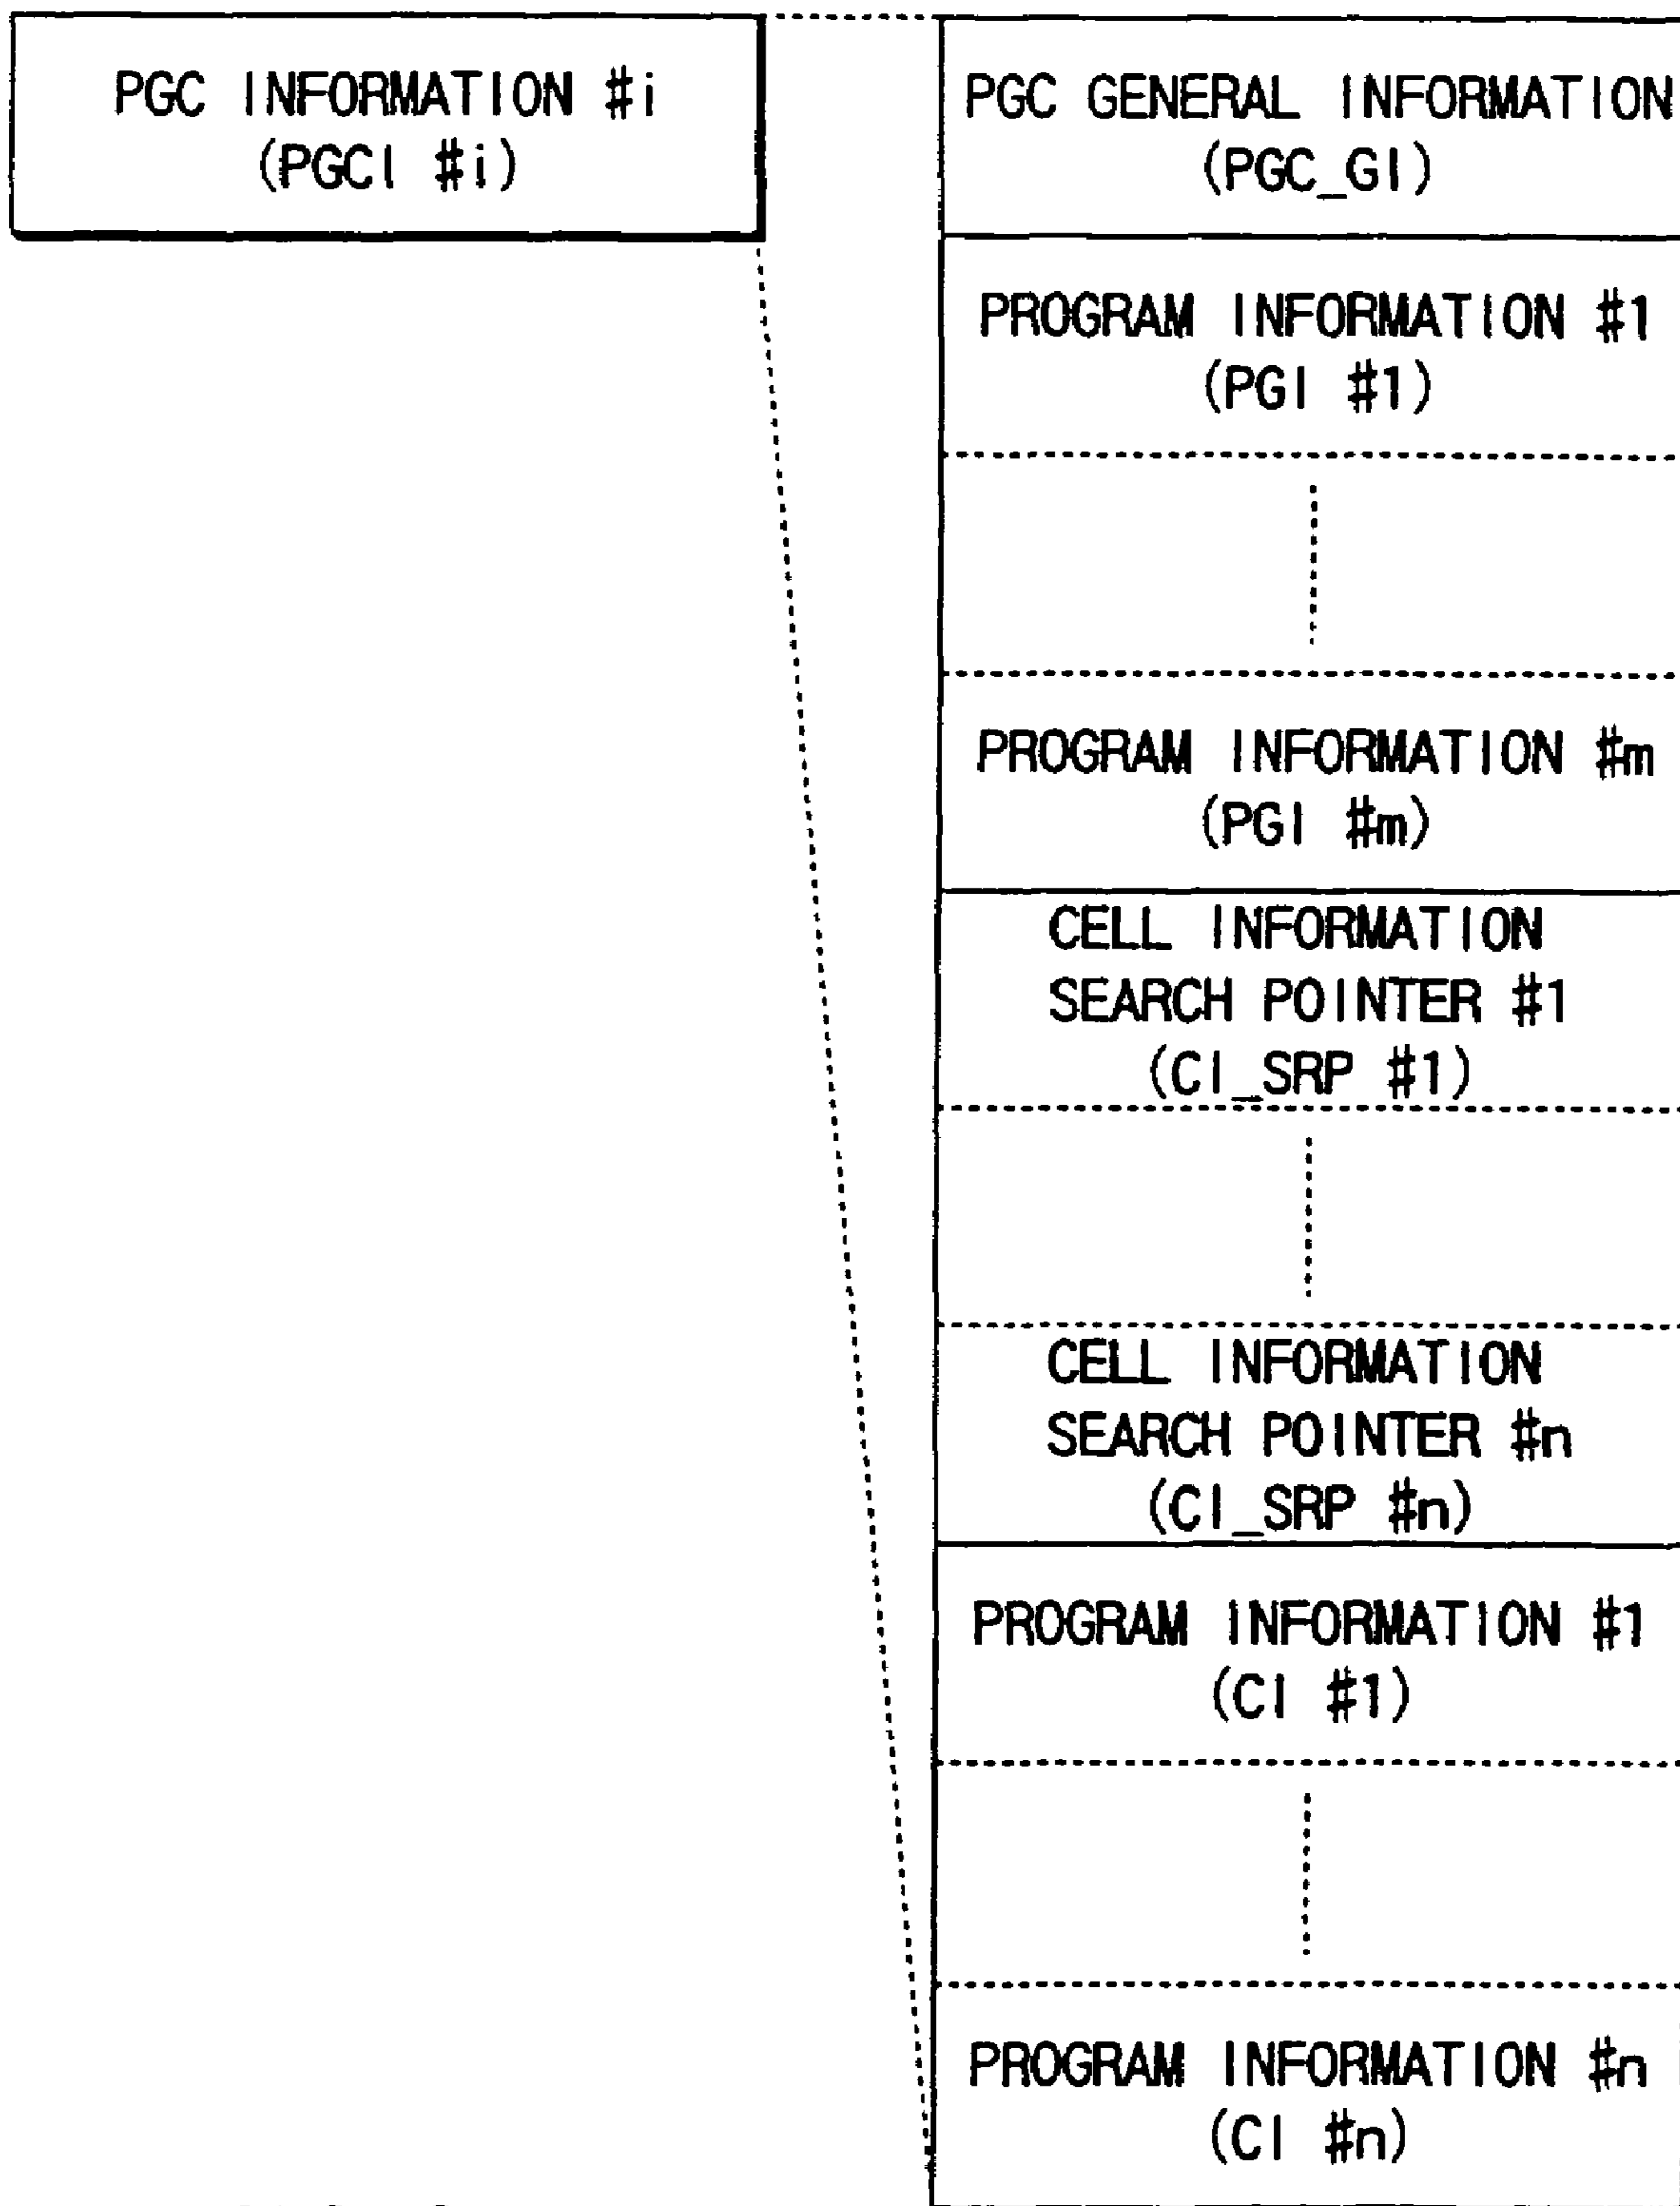 PGC INFORMATION #i
(PGCI #i)
PGC GENERAL INFORMATION
(PGC_GI)
PROGRAM INFORMATION #1
(PGI #1)
PROGRAM INFORMATION #m
(PGI #m)
CELL INFORMATION
SEARCH POINTER #1
(CI_SRP #1)
CELL INFORMATION
SEARCH POINTER #n
(CI_SRP #n)
PROGRAM INFORMATION #1
(CI #1)
PROGRAM INFORMATION #n
(CI #n)